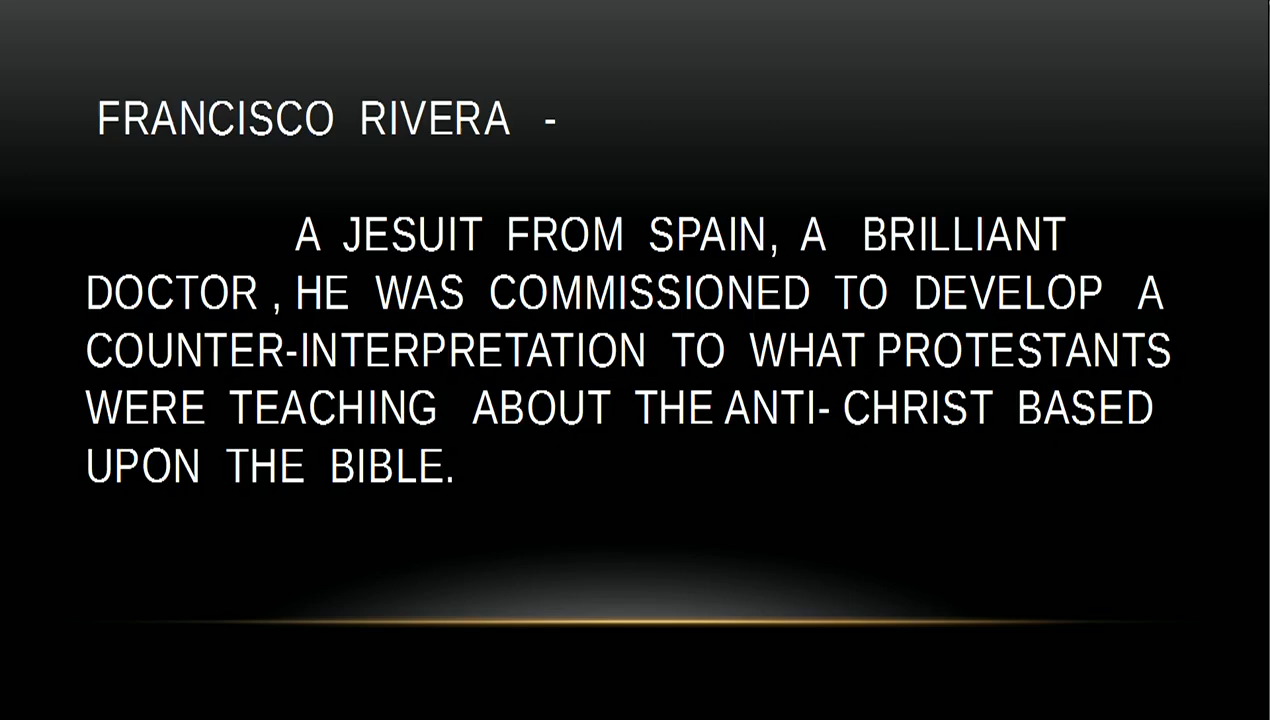 FRANCISCO RIVERA -
A JESUIT FROM SPAIN, A BRILLIANT
DOCTOR , HE WAS COMMISSIONED TO DEVELOP A
COUNTER-INTERPRETATION TO WHAT PROTESTANTS
WERE TEACHING ABOUT THE ANTI- CHRIST BASED
UPON THE BIBLE.